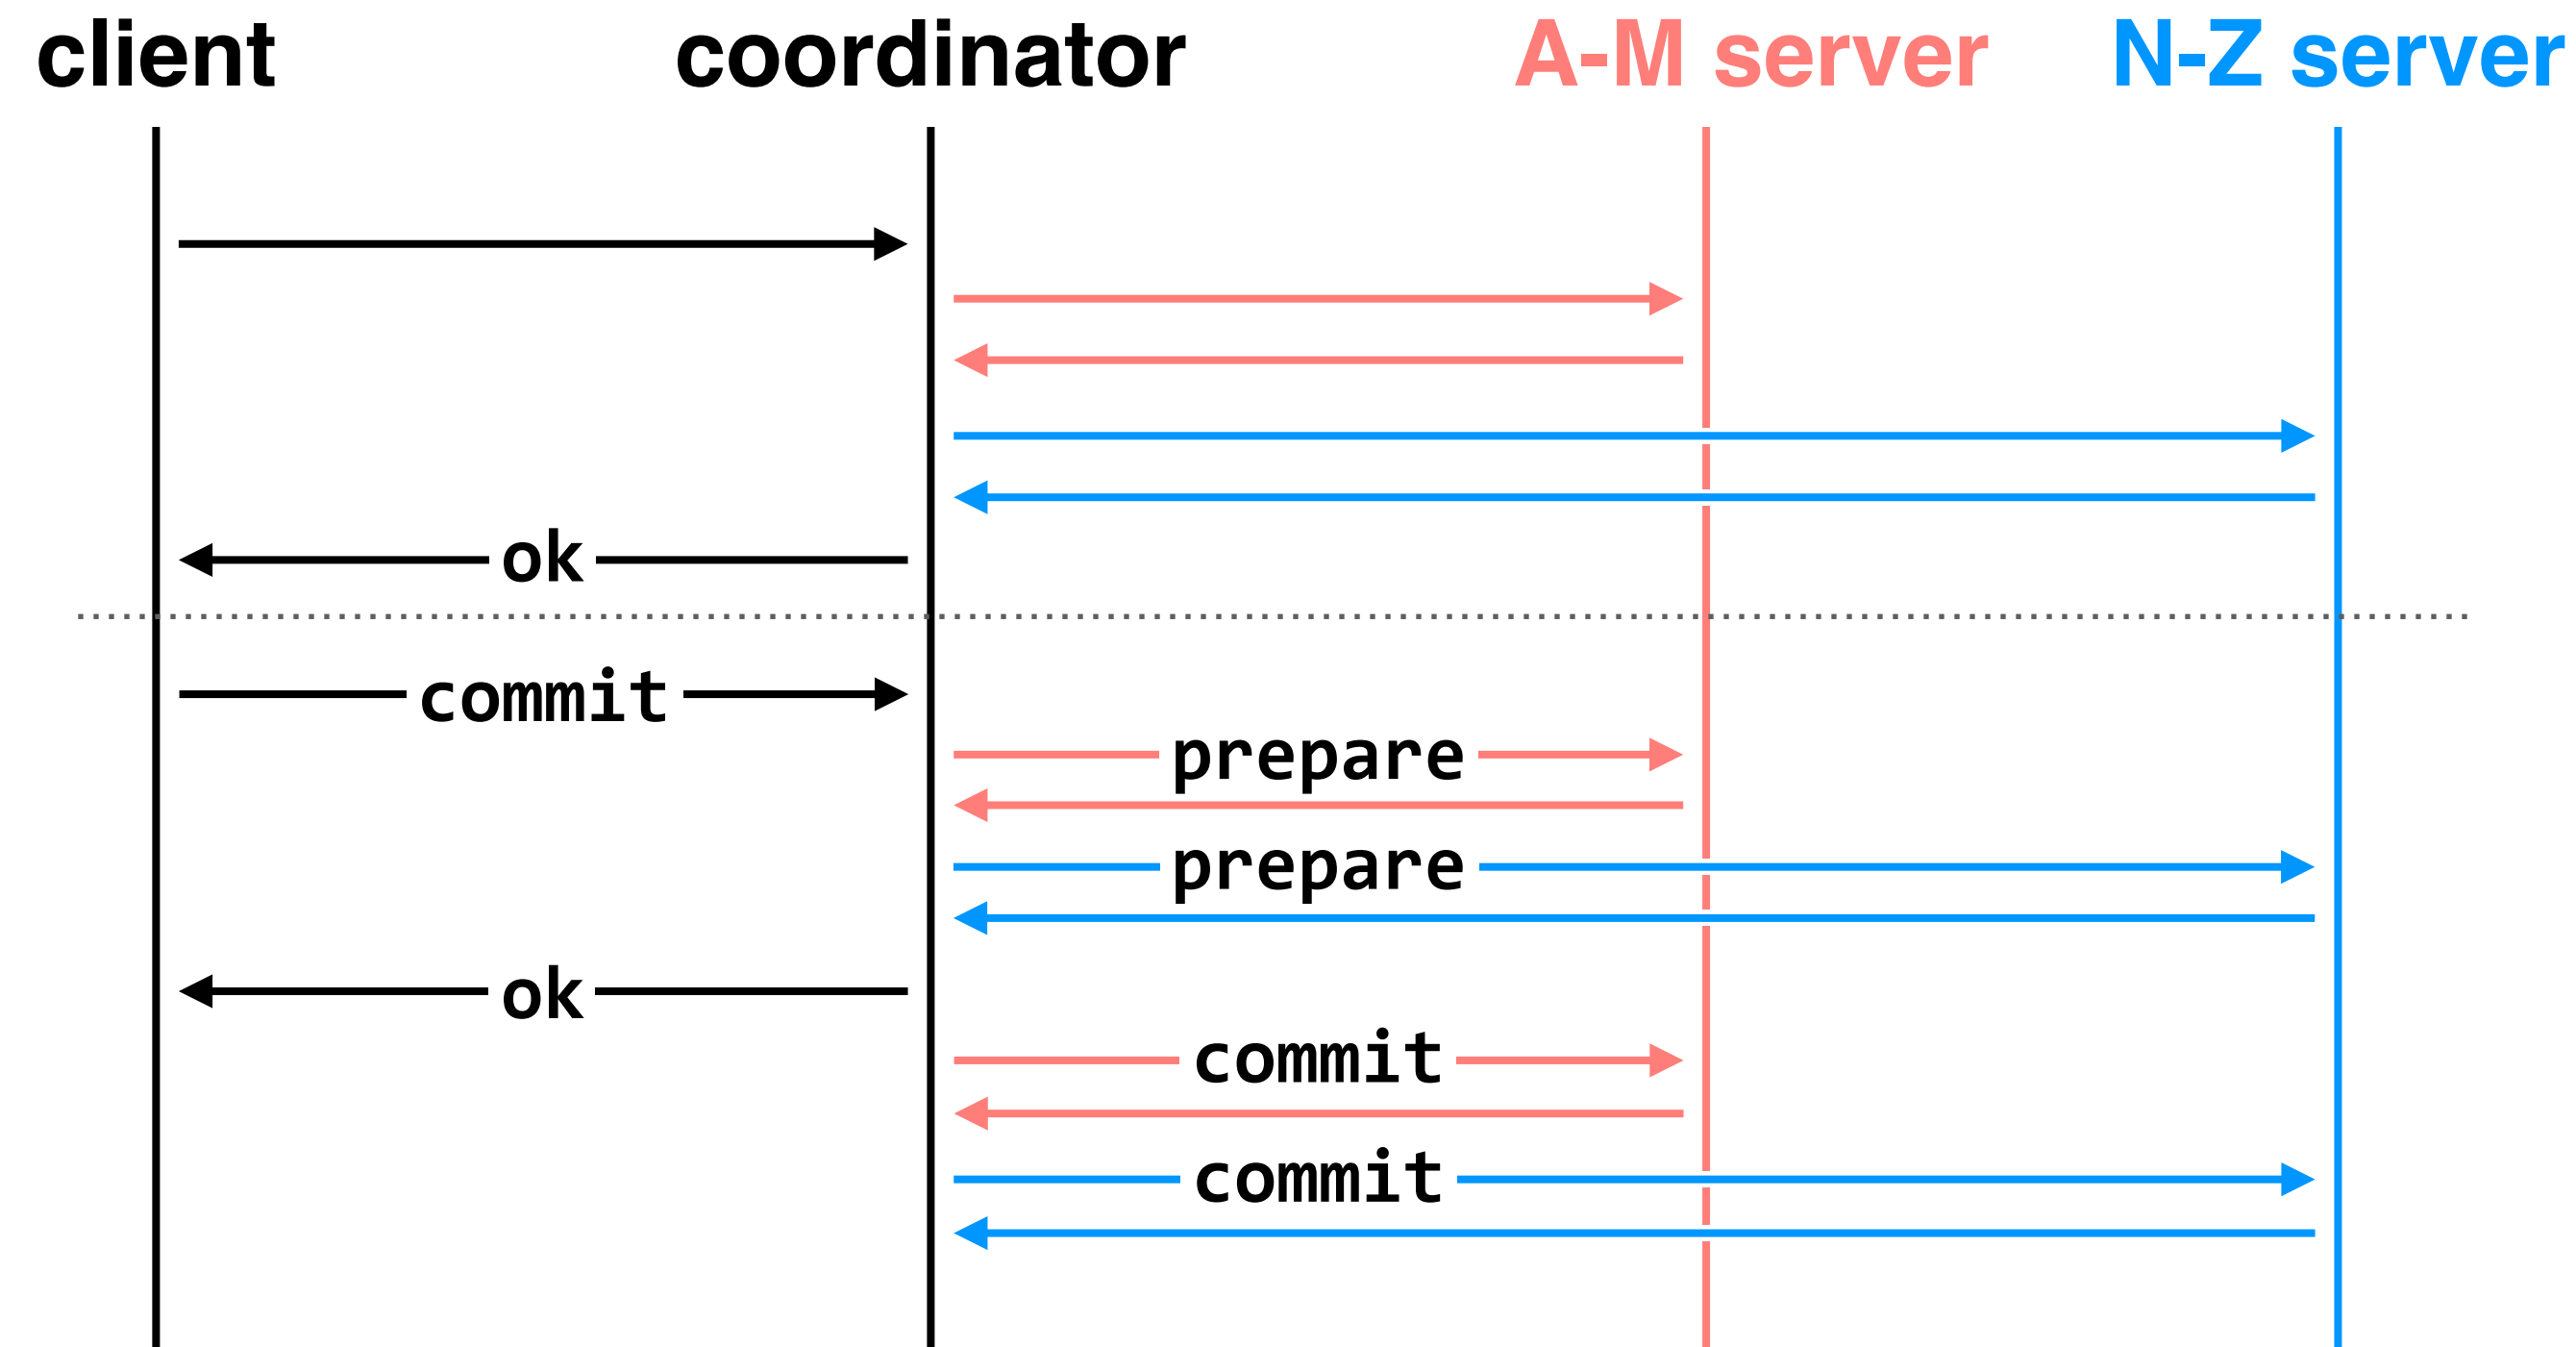 client coordinator A-M server N-Z server
ok
commit
prepare
prepare
ok
commit
commit